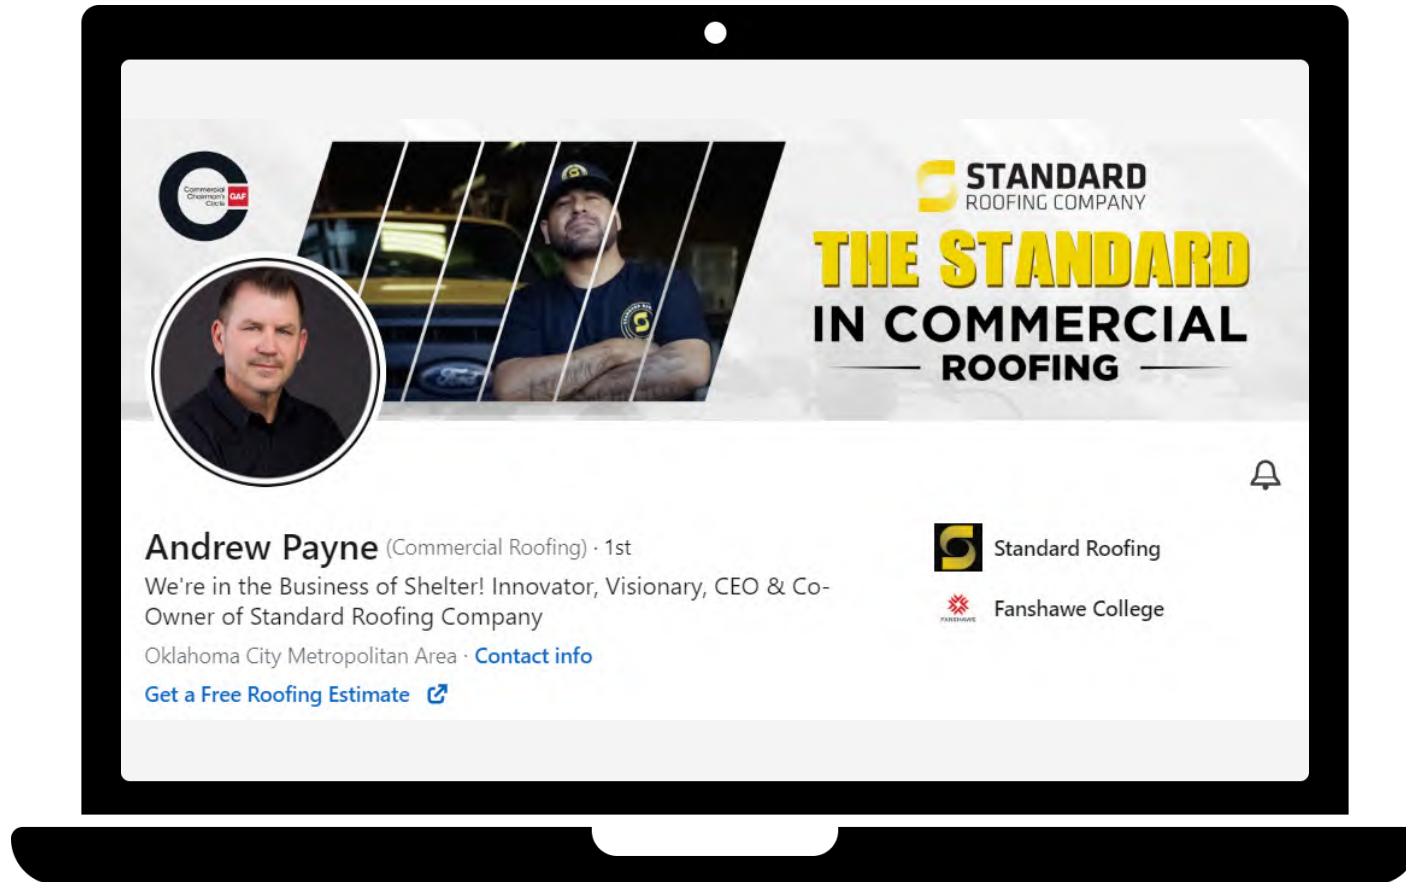 Commercial
Chairman's
Circle
GAF
STANDARD
ROOFING COMPANY
THE STANDARD
IN COMMERCIAL
ROOFING
Ford
Andrew Payne (Commercial Roofing) · 1st
We're in the Business of Shelter! Innovator, Visionary, CEO & Co-
Owner of Standard Roofing Company
Oklahoma City Metropolitan Area · Contact info
Get a Free Roofing Estimate
Standard Roofing
FANSHAWE
Fanshawe College